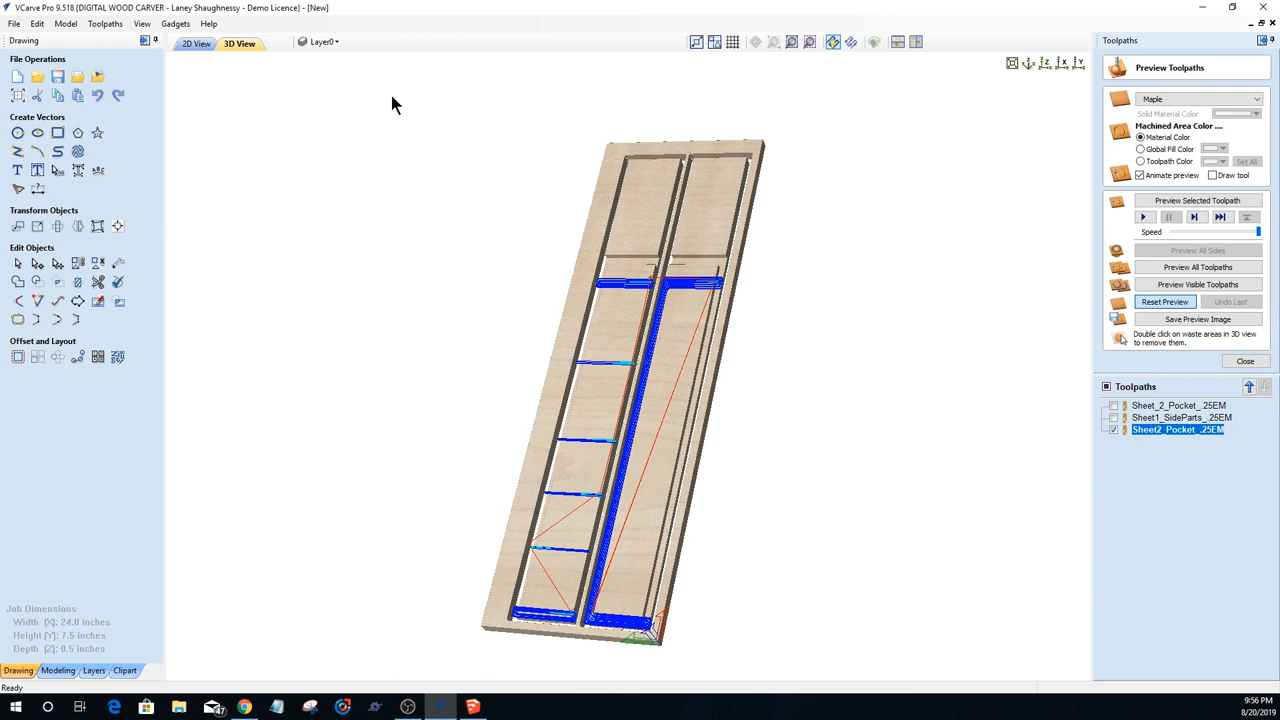 VCarve Pro 9.518 {DIGITAL WOOD CARVER - Laney Shaughnessy - Demo Licence} - [New]
File Edit Model Toolpaths View Gadgets Help
Drawing
2D View 3D View
Layer0
Toolpaths
File Operations
Create Vectors
Transform Objects
Edit Objects
Offset and Layout
Job Dimensions
Width (X): 24.0 inches
Height (Y): 7.5 inches
Depth (Z): 0.5 inches
Drawing Modeling Layers Clipart
Ready
Preview Toolpaths
Maple
Solid Material Color
Machined Area Color ....
Material Color
Global Fill Color
Toolpath Color Set All
Animate preview Draw tool
Preview Selected Toolpath
Speed
Preview All Sides
Preview All Toolpaths
Preview Visible Toolpaths
Reset Preview Undo Last
Save Preview Image
Double click on waste areas in 3D view
to remove them.
Close
Toolpaths
Sheet_2_Pocket_.25EM
Sheet1_SideParts_.25EM
Sheet2_Pocket_.25EM
47
9:56 PM
8/20/2019